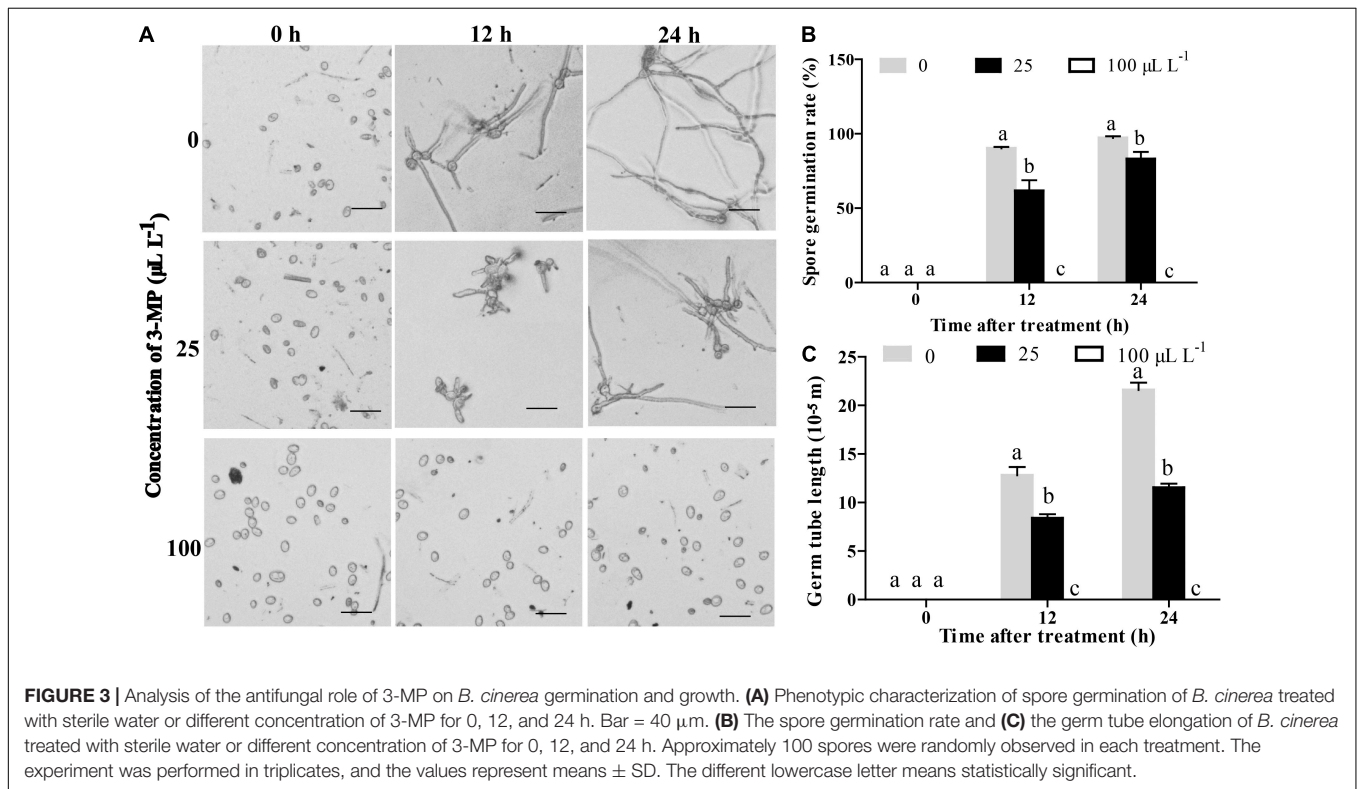 A
0 h
12 h
24 h
Concentration of 3-MP (μL L⁻¹)
0
25
100
B
Spore germination rate (%)
0 25 100 μL L⁻¹
150
100
50
0
a a a
a b c
a b c
0 12 24
Time after treatment (h)
C
Germ tube length (10⁻⁵ m)
0 25 100 μL L⁻¹
25
20
15
10
5
0
a a a
a b c
a b c
0 12 24
Time after treatment (h)
FIGURE 3 | Analysis of the antifungal role of 3-MP on B. cinerea germination and growth. (A) Phenotypic characterization of spore germination of B. cinerea treated
with sterile water or different concentration of 3-MP for 0, 12, and 24 h. Bar = 40 μm. (B) The spore germination rate and (C) the germ tube elongation of B. cinerea
treated with sterile water or different concentration of 3-MP for 0, 12, and 24 h. Approximately 100 spores were randomly observed in each treatment. The
experiment was performed in triplicates, and the values represent means ± SD. The different lowercase letter means statistically significant.